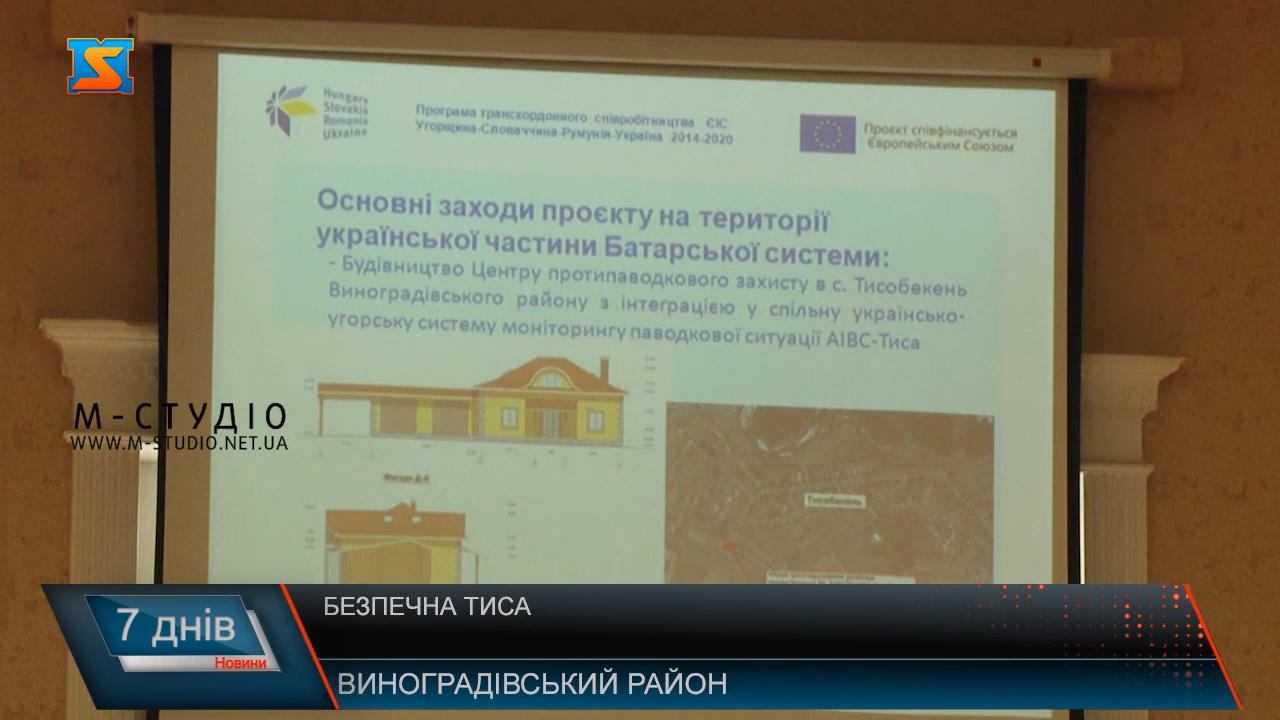 Hungary
Slovakia
Romania
Ukraine
Програма транскордонного співробітництва ЄІС
Угорщина-Словаччина-Румунія-Україна 2014-2020
Проєкт співфінансується
Європейським Союзом
Основні заходи проєкту на території
української частини Батарської системи:
- Будівництво Центру протипаводкового захисту в с. Тисобекень
Виноградівського району з інтеграцією у спільну українсько-
угорську систему моніторингу паводкової ситуації АІВС-Тиса
М-СТУДІО
WWW.M-STUDIO.NET.UA
Тисобекень
7 днів
Новини
БЕЗПЕЧНА ТИСА
ВИНОГРАДІВСЬКИЙ РАЙОН